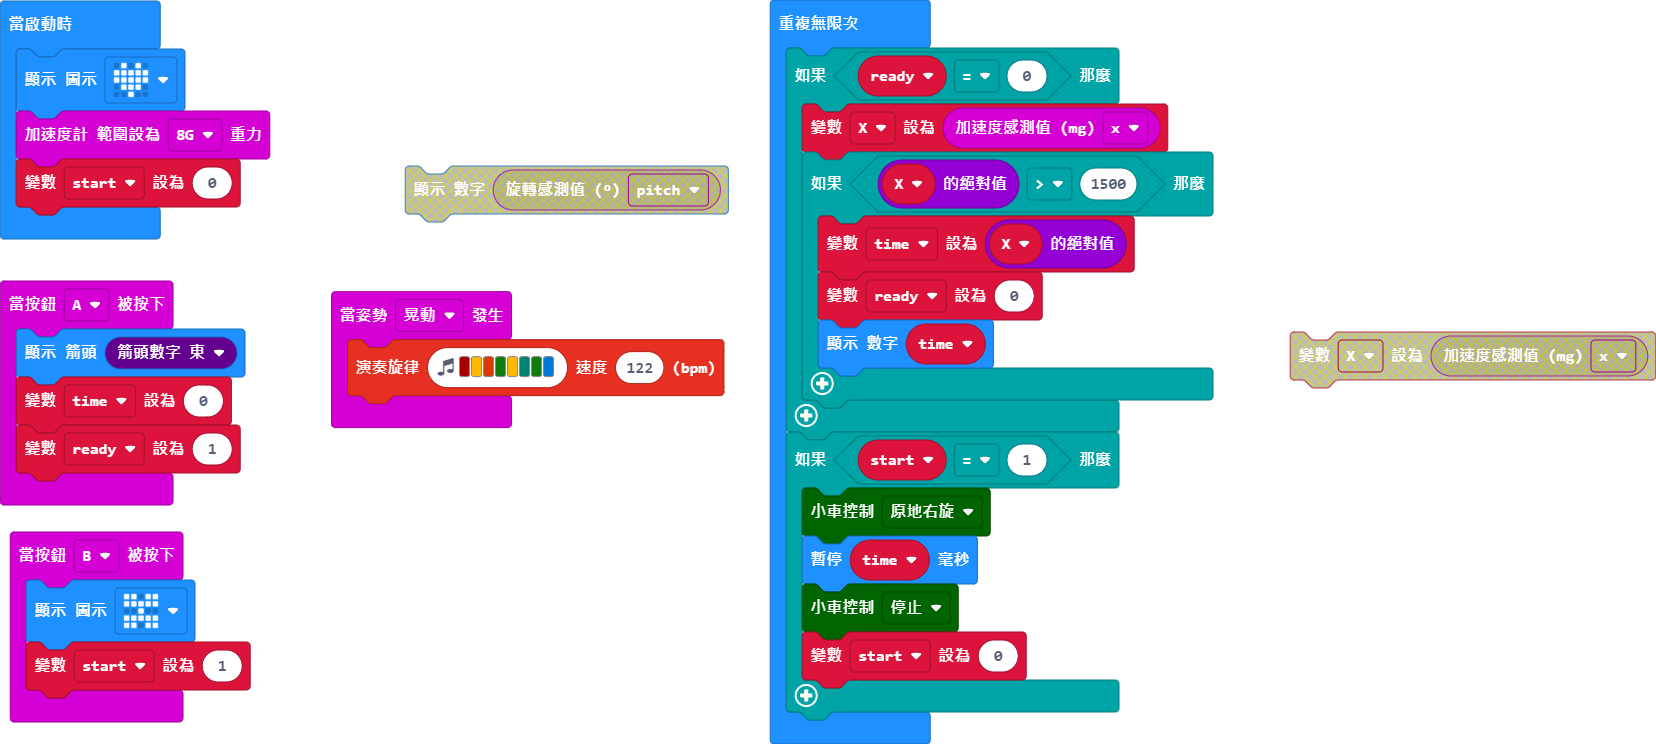 當啟動時
顯示 圖示
加速度計 範圍設為 8G 重力
變數 start 設為 0
當按鈕 A 被按下
顯示 箭頭 箭頭數字 東
變數 time 設為 0
變數 ready 設為 1
當按鈕 B 被按下
顯示 圖示
變數 start 設為 1
顯示 數字 旋轉感測值 (º) pitch
當姿勢 晃動 發生
演奏旋律 速度 122 (bpm)
重複無限次
如果 ready = 0 那麼
變數 X 設為 加速度感測值 (mg) x
如果 X 的絕對值 > 1500 那麼
變數 time 設為 X 的絕對值
變數 ready 設為 0
顯示 數字 time
如果 start = 1 那麼
小車控制 原地右旋
暫停 time 毫秒
小車控制 停止
變數 start 設為 0
變數 X 設為 加速度感測值 (mg) x